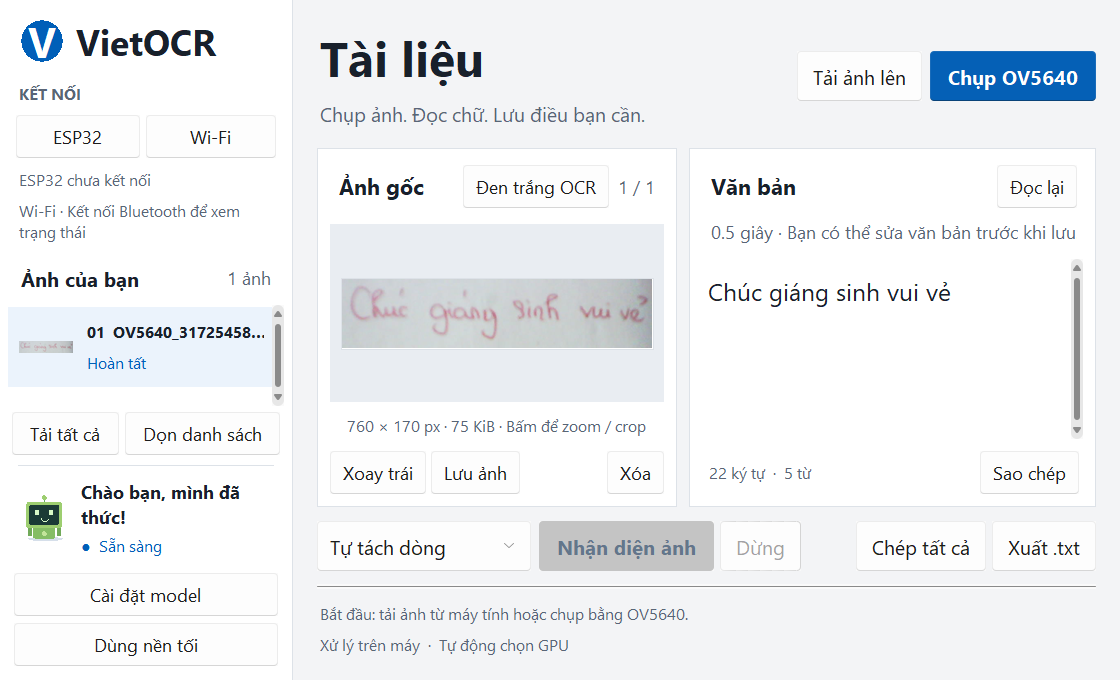 VietOCR
KẾT NỐI
ESP32
Wi-Fi
ESP32 chưa kết nối
Wi-Fi · Kết nối Bluetooth để xem
trạng thái
Ảnh của bạn
1 ảnh
01 OV5640_31725458...
Hoàn tất
Tải tất cả
Dọn danh sách
Chào bạn, mình đã
thức!
Sẵn sàng
Cài đặt model
Dùng nền tối
Tài liệu
Chụp ảnh. Đọc chữ. Lưu điều bạn cần.
Tải ảnh lên
Chụp OV5640
Ảnh gốc
Đen trắng OCR
1 / 1
Chúc giáng sinh vui vẻ
760 × 170 px · 75 KiB · Bấm để zoom / crop
Xoay trái
Lưu ảnh
Xóa
Văn bản
Đọc lại
0.5 giây · Bạn có thể sửa văn bản trước khi lưu
Chúc giáng sinh vui vẻ
22 ký tự · 5 từ
Sao chép
Tự tách dòng
Nhận diện ảnh
Dừng
Chép tất cả
Xuất .txt
Bắt đầu: tải ảnh từ máy tính hoặc chụp bằng OV5640.
Xử lý trên máy · Tự động chọn GPU